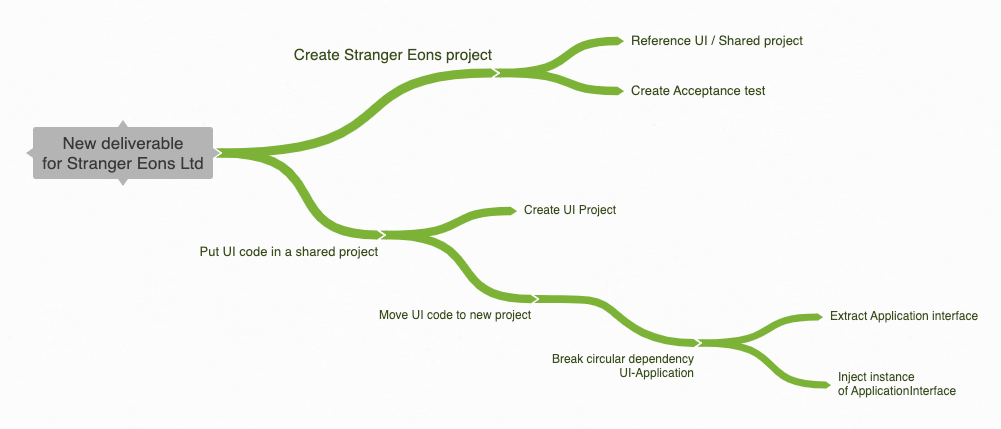 Create Stranger Eons project
Reference UI / Shared project
Create Acceptance test
New deliverable
for Stranger Eons Ltd
Put UI code in a shared project
Create UI Project
Move UI code to new project
Break circular dependency
UI-Application
Extract Application interface
Inject instance
of ApplicationInterface